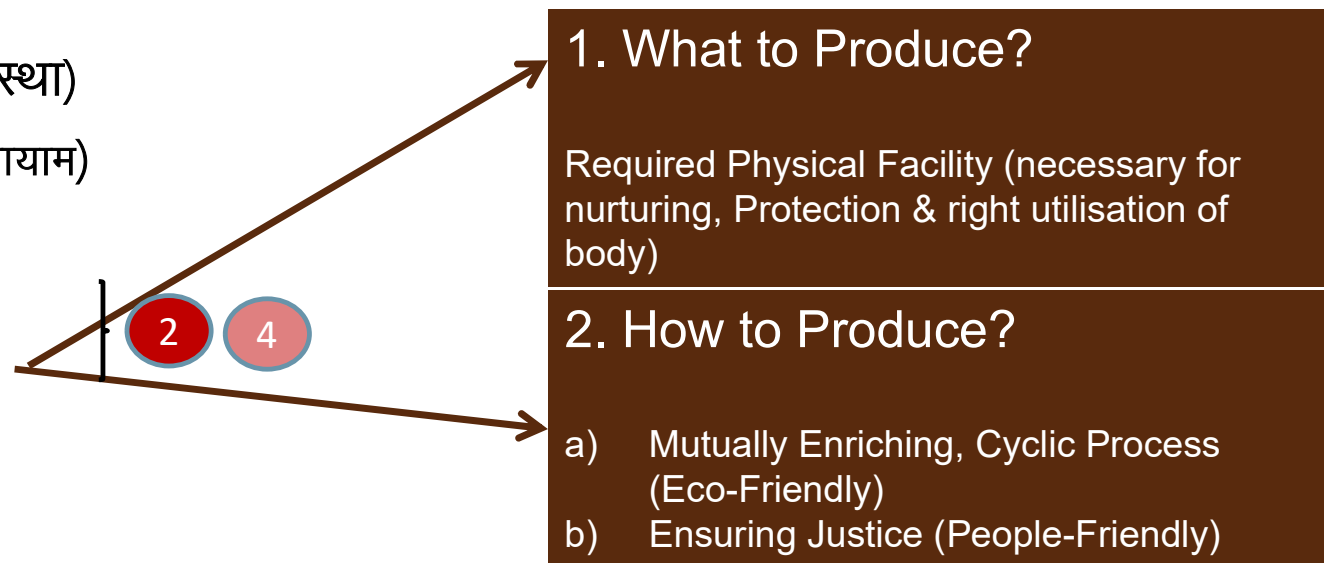 स्था)
ायाम)
2 4
1. What to Produce?
Required Physical Facility (necessary for
nurturing, Protection & right utilisation of
body)
2. How to Produce?
a) Mutually Enriching, Cyclic Process
(Eco-Friendly)
b) Ensuring Justice (People-Friendly)